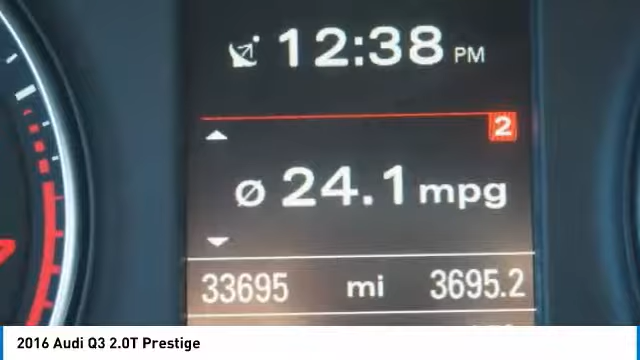 12:38 PM
2
ø 24.1 mpg
33695 mi 3695.2
2016 Audi Q3 2.0T Prestige